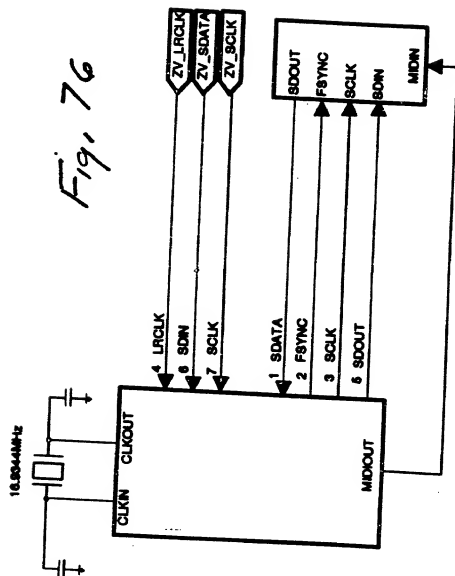 Fig. 76
16.9344MHz
CLKIN
CLKOUT
4 LRCLK
6 SDIN
7 SCLK
ZV_LRCLK
ZV_SDATA
ZV_SCLK
1 SDATA
2 FSYNC
3 SCLK
5 SDOUT
MIDIOUT
SDOUT
FSYNC
SCLK
SDIN
MIDIN